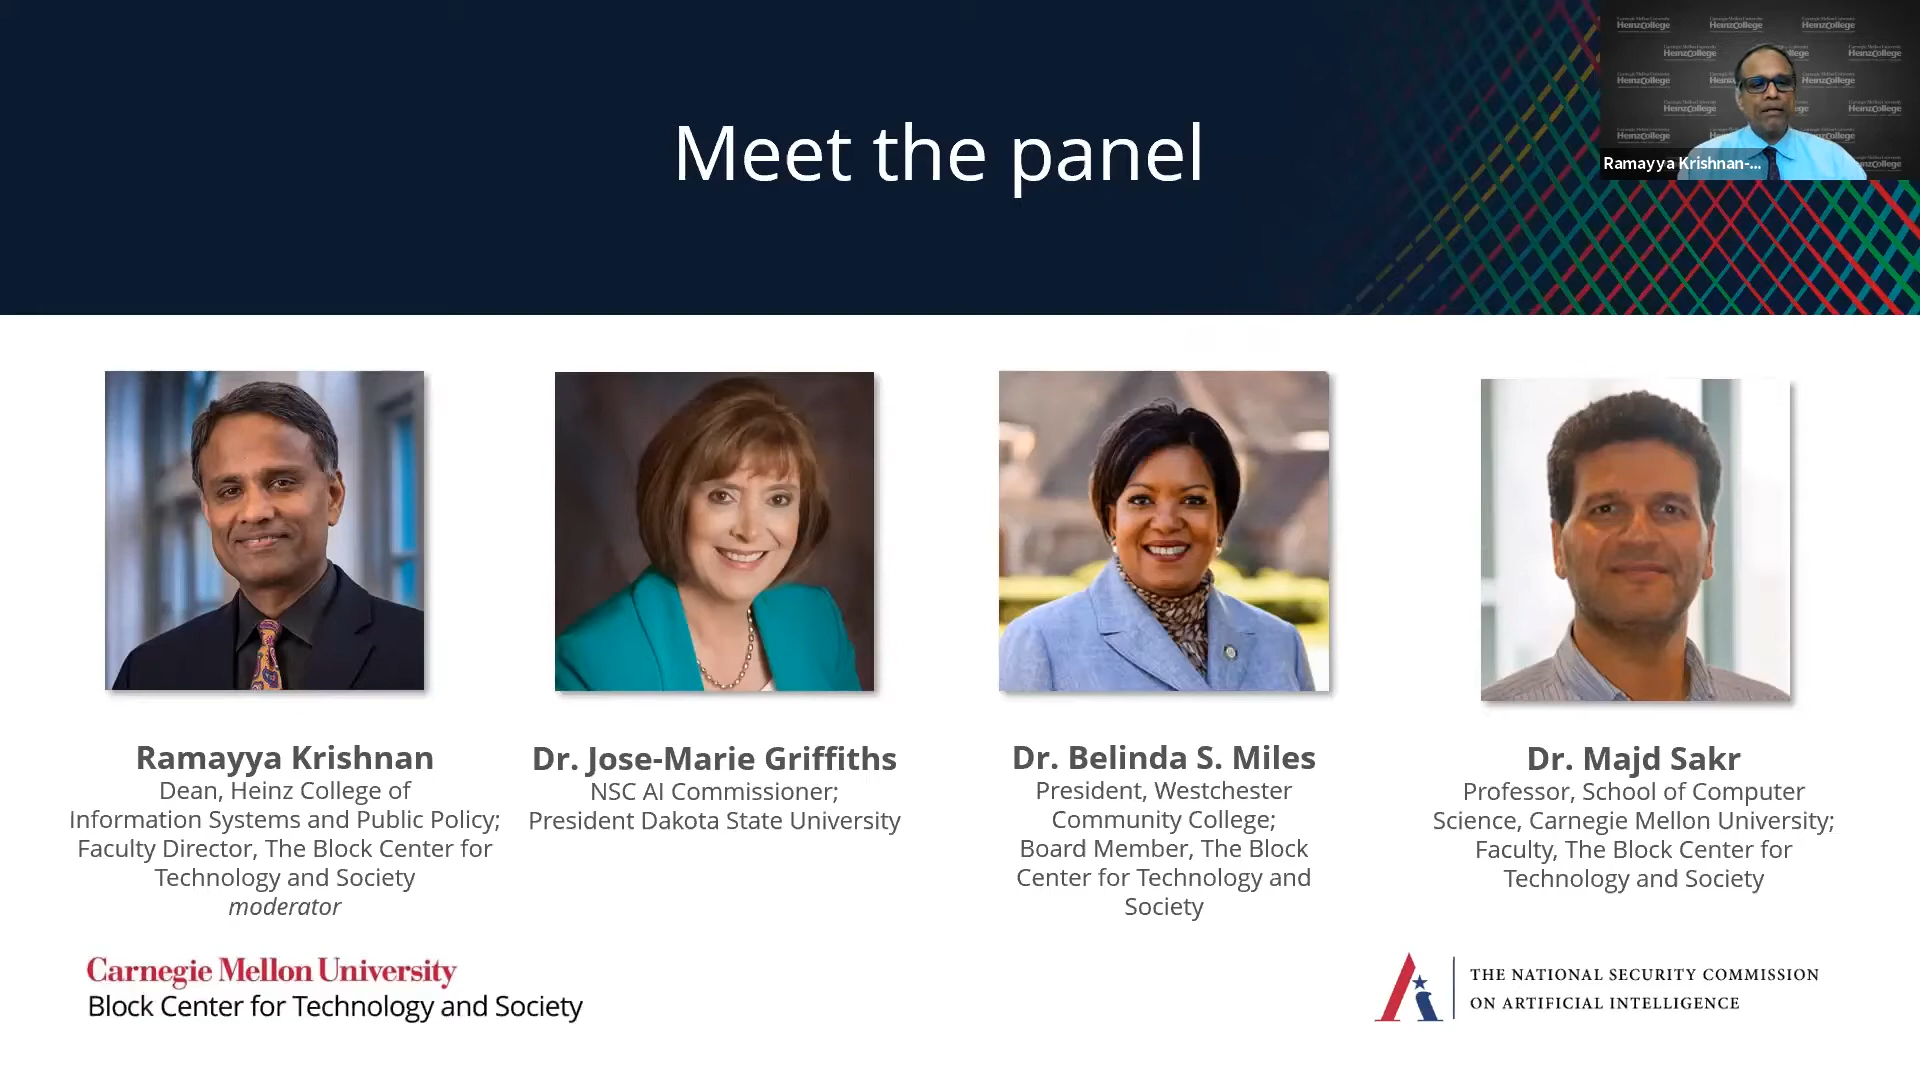 Meet the panel
Carnegie Mellon University
HeinzCollege
Ramayya Krishnan-...
Ramayya Krishnan
Dean, Heinz College of
Information Systems and Public Policy;
Faculty Director, The Block Center for
Technology and Society
moderator
Dr. Jose-Marie Griffiths
NSC AI Commissioner;
President Dakota State University
Dr. Belinda S. Miles
President, Westchester
Community College;
Board Member, The Block
Center for Technology and
Society
Dr. Majd Sakr
Professor, School of Computer
Science, Carnegie Mellon University;
Faculty, The Block Center for
Technology and Society
Carnegie Mellon University
Block Center for Technology and Society
THE NATIONAL SECURITY COMMISSION
ON ARTIFICIAL INTELLIGENCE